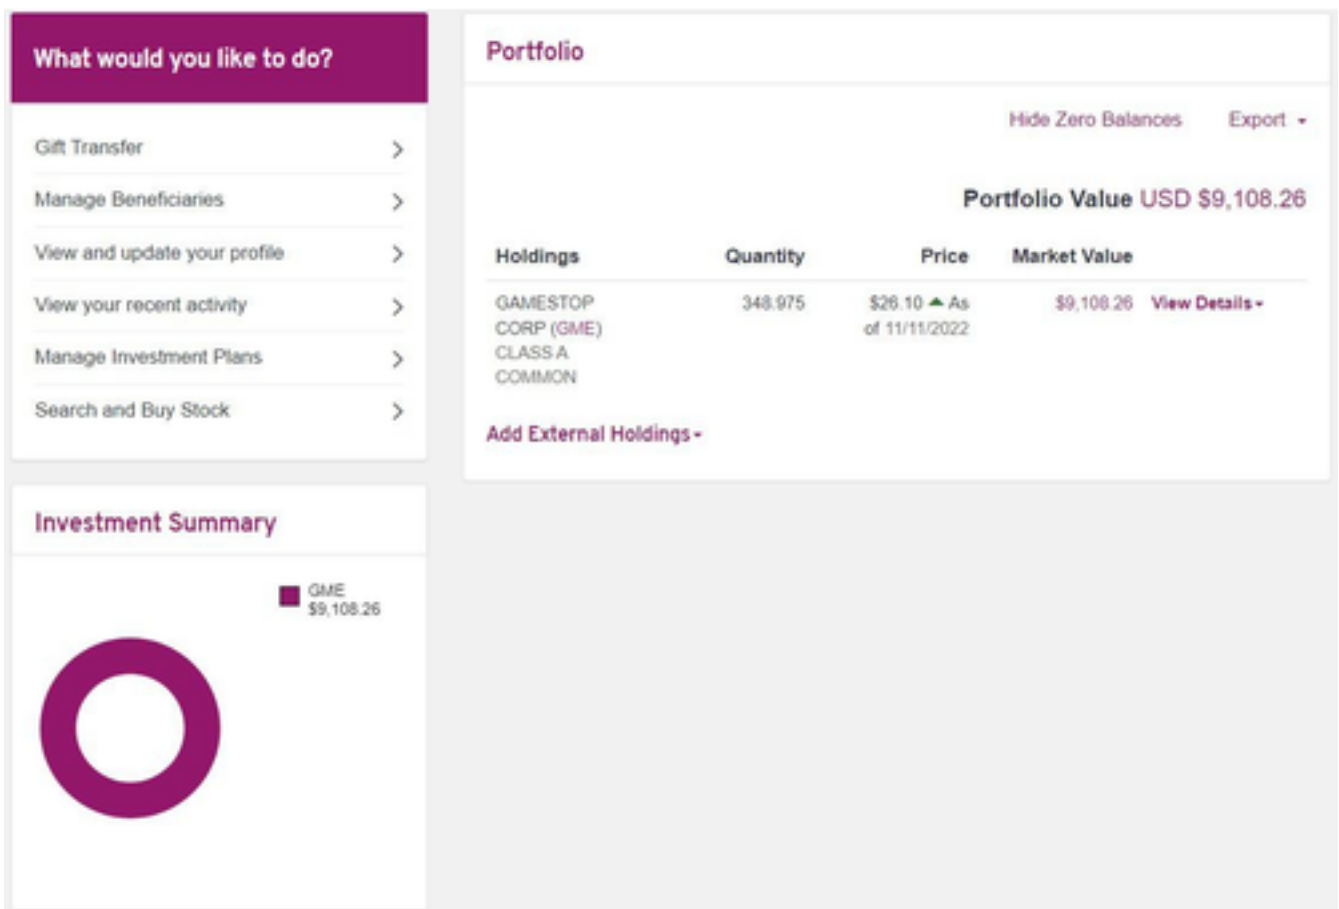 What would you like to do?
Gift Transfer
Manage Beneficiaries
View and update your profile
View your recent activity
Manage Investment Plans
Search and Buy Stock
Portfolio
Hide Zero Balances Export
Portfolio Value USD $9,108.26
Holdings Quantity Price Market Value
GAMESTOP 348.975 $26.10 As $9,108.26 View Details
CORP (GME) of 11/11/2022
CLASS A
COMMON
Add External Holdings
Investment Summary
GME
$9,108.26